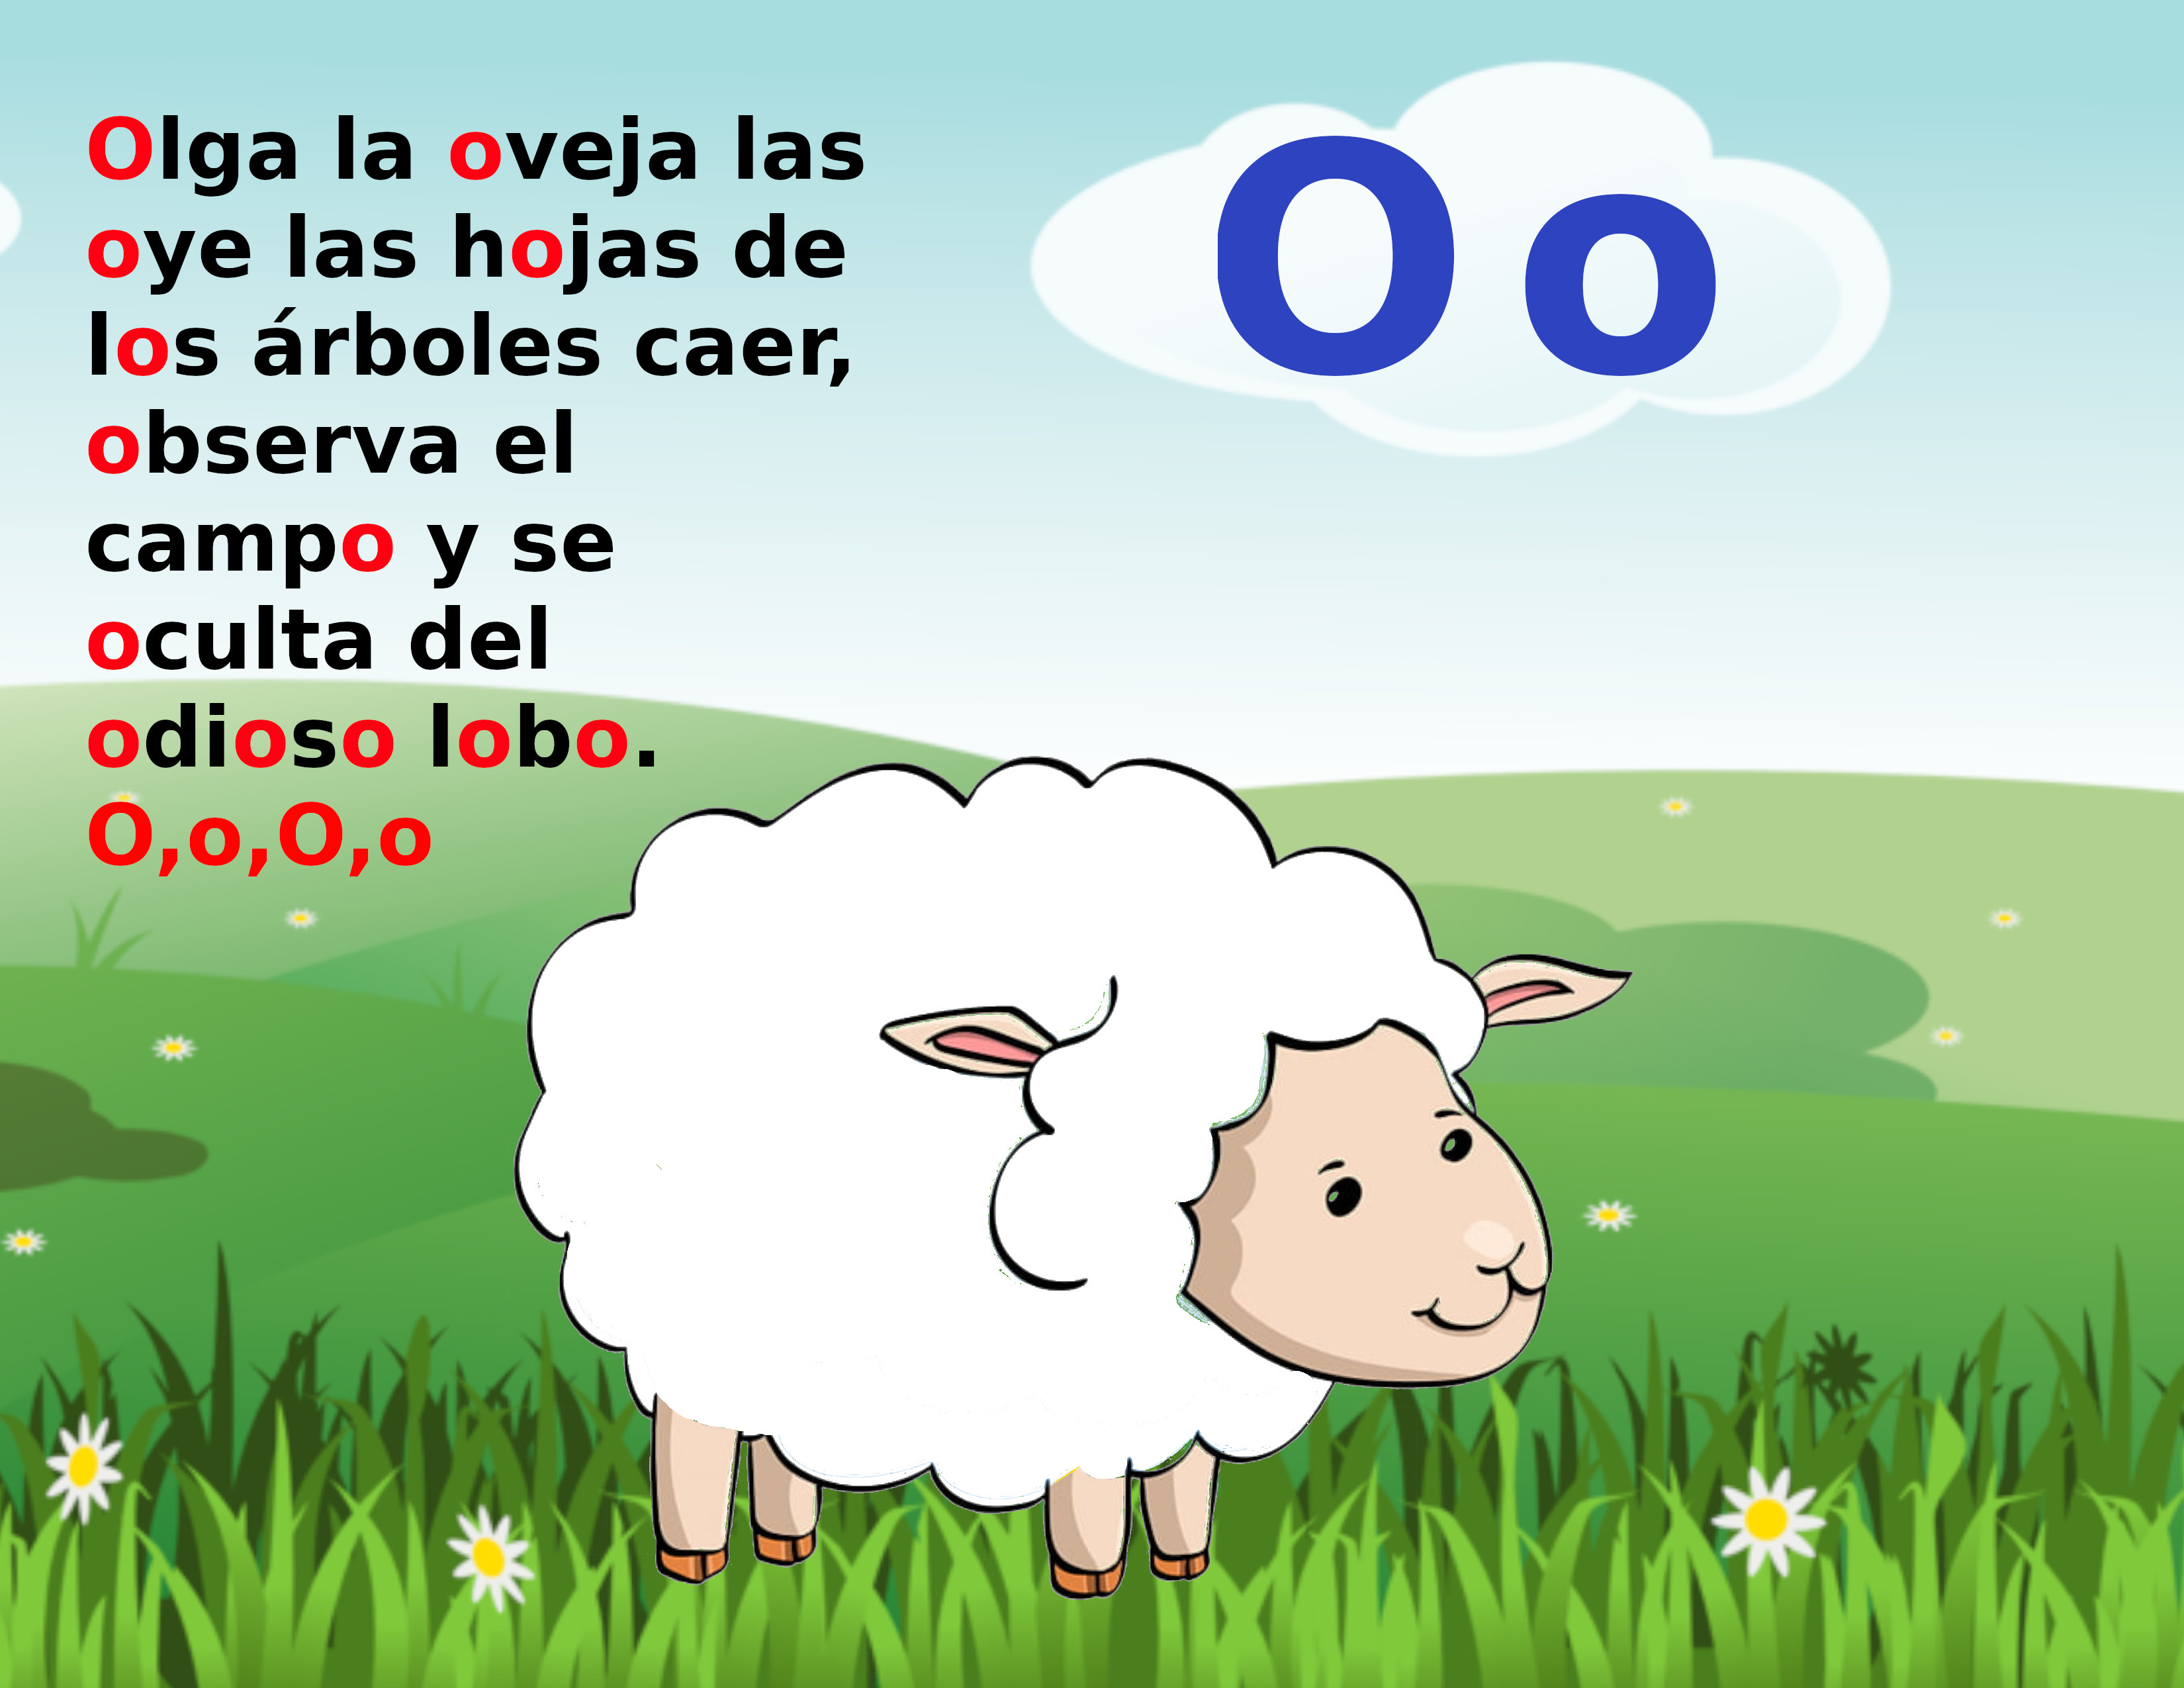 Olga la oveja las
oye las hojas de
los árboles caer,
observa el
campo y se
oculta del
odioso lobo.
O,o,O,o
O o